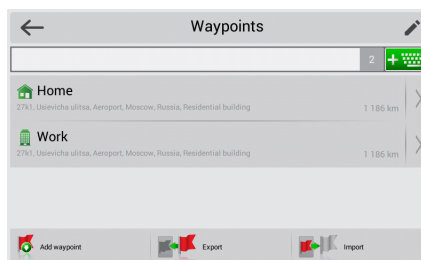 Waypoints
2
Home
27k1, Usievicha ulitsa, Aeroport, Moscow, Russia, Residential building 1 186 km
Work
27k1, Usievicha ulitsa, Aeroport, Moscow, Russia, Residential building 1 186 km
Add waypoint Export Import